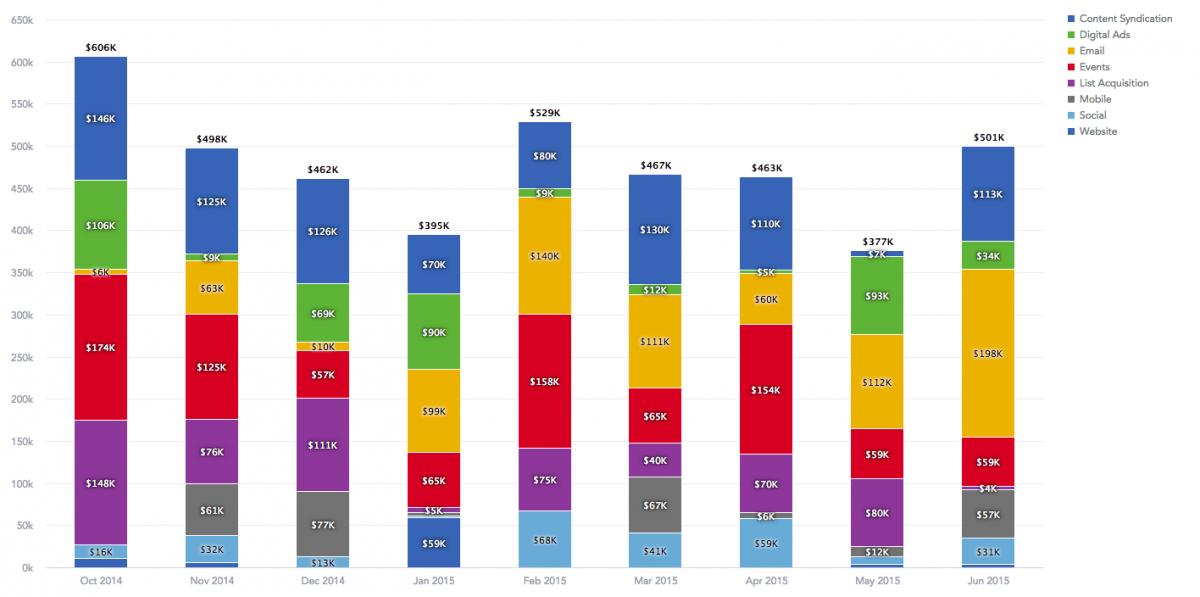 650k
600k
550k
500k
450k
400k
350k
300k
250k
200k
150k
100k
50k
0k
$606K
$146K
$106K
$6K
$174K
$148K
$16K
Oct 2014
$498K
$125K
$9K
$63K
$125K
$76K
$61K
$32K
Nov 2014
$462K
$126K
$69K
$10K
$57K
$111K
$77K
$13K
Dec 2014
$395K
$70K
$90K
$99K
$65K
$5K
$59K
Jan 2015
$529K
$80K
$9K
$140K
$158K
$75K
$68K
Feb 2015
$467K
$130K
$12K
$111K
$65K
$40K
$67K
$41K
Mar 2015
$463K
$110K
$5K
$60K
$154K
$70K
$6K
$59K
Apr 2015
$377K
$7K
$93K
$112K
$59K
$80K
$12K
May 2015
$501K
$113K
$34K
$198K
$59K
$4K
$57K
$31K
Jun 2015
Content Syndication
Digital Ads
Email
Events
List Acquisition
Mobile
Social
Website